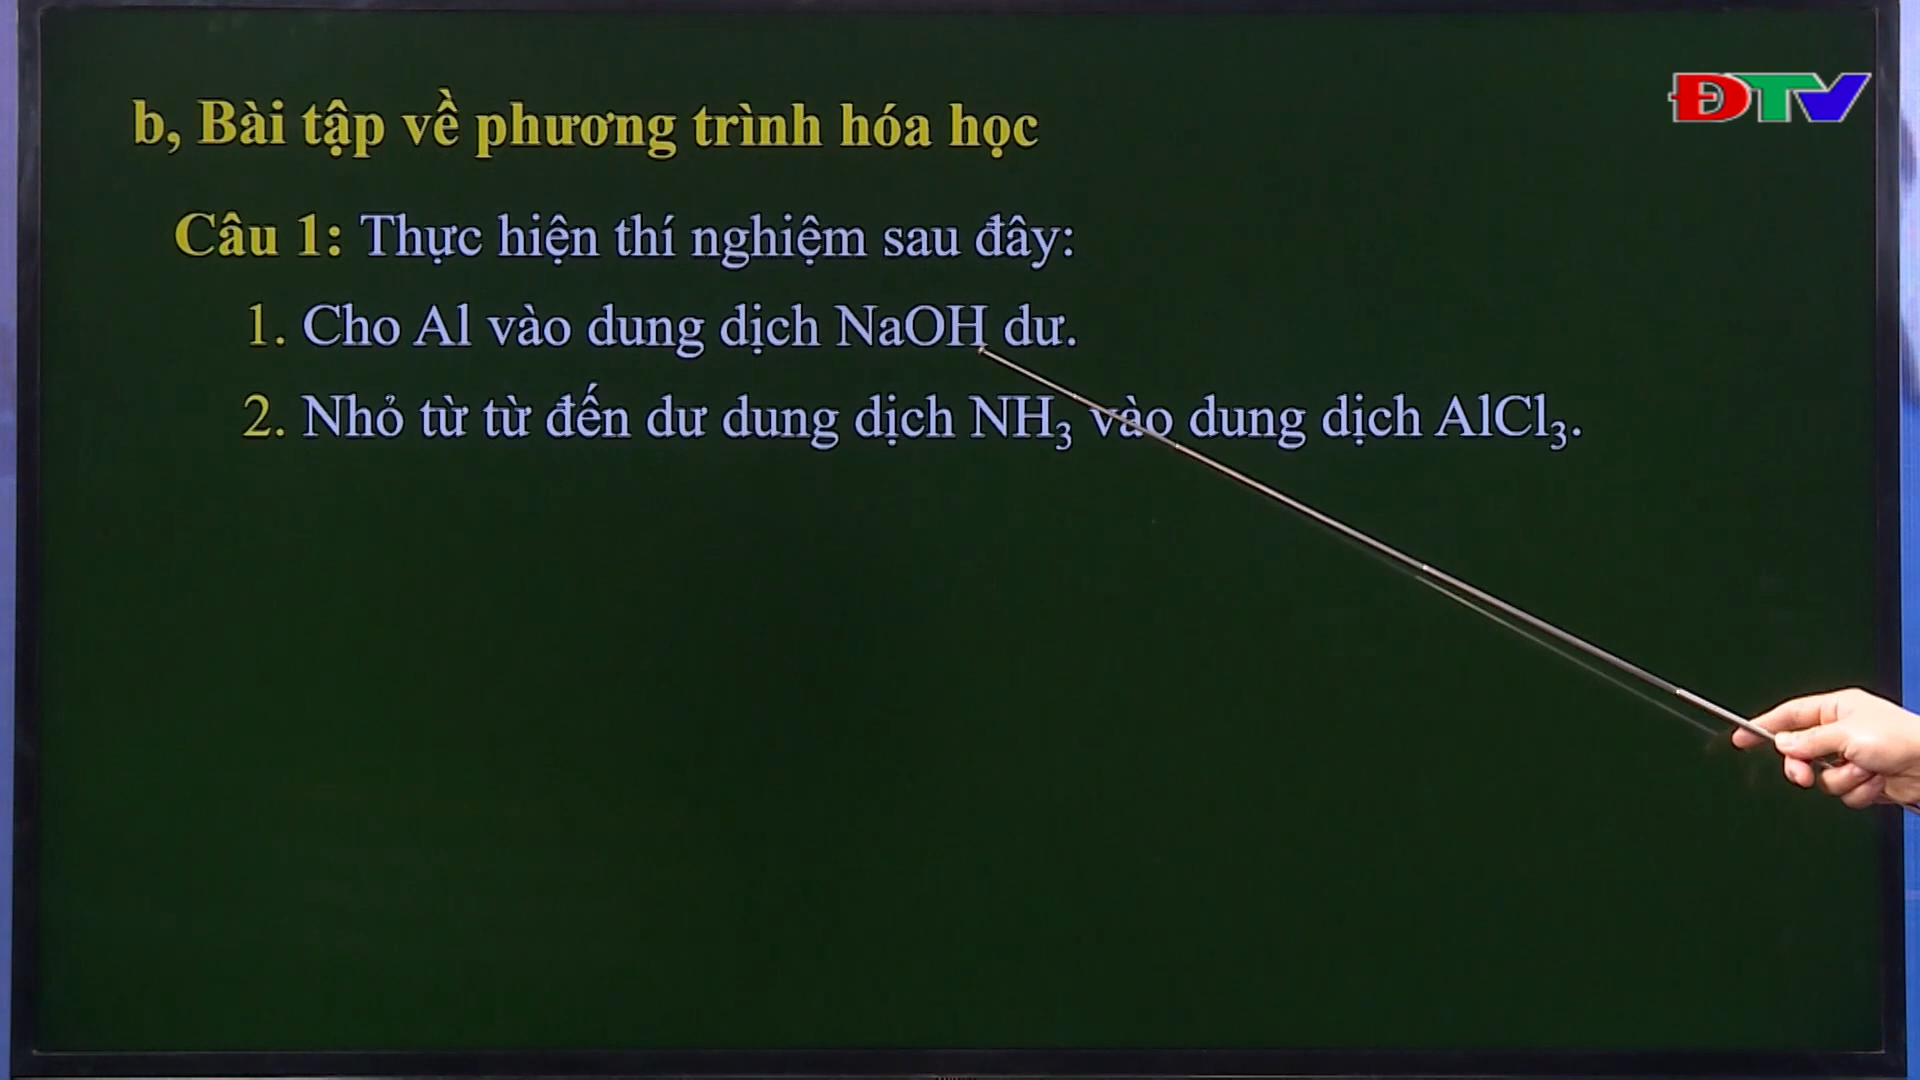 ĐTV
b, Bài tập về phương trình hóa học
Câu 1: Thực hiện thí nghiệm sau đây:
1. Cho Al vào dung dịch NaOH dư.
2. Nhỏ từ từ đến dư dung dịch NH₃ vào dung dịch AlCl₃.